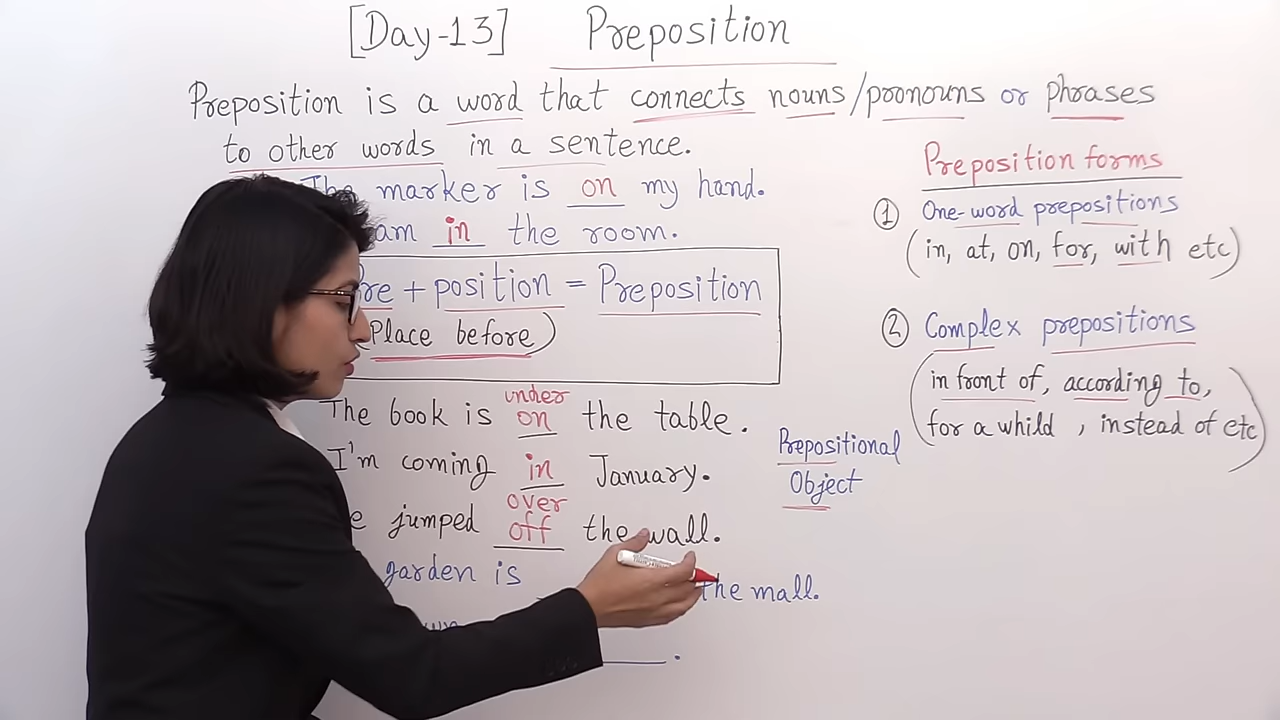 [Day-13] Preposition
Preposition is a word that connects nouns/pronouns or phrases
to other words in a sentence.
The marker is on my hand.
am in the room.
Pre + position = Preposition
(Place before)
under
The book is on the table.
I'm coming in January.
over
jumped off the wall.
garden is the mall.
Prepositional
Object
Preposition forms
① One-word prepositions
(in, at, on, for, with etc)
② Complex prepositions
(in front of, according to,
for a whild , instead of etc)